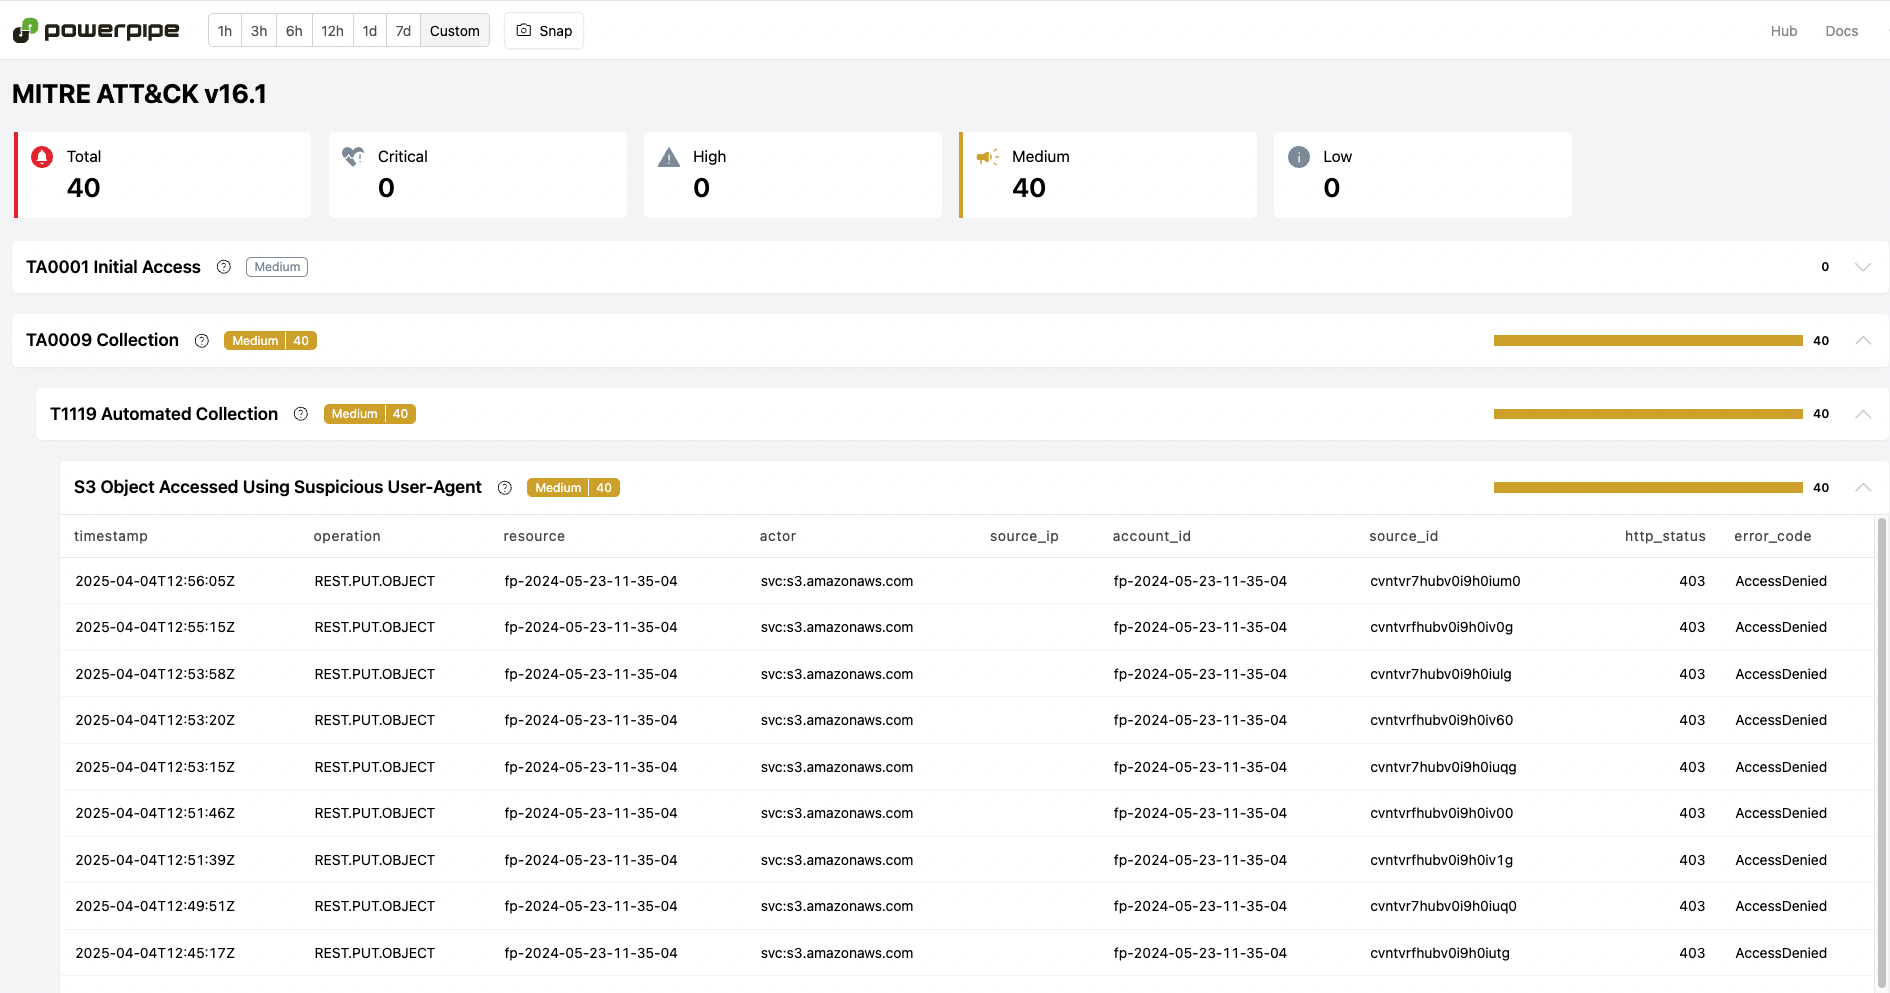 powerpipe 1h 3h 6h 12h 1d 7d Custom Snap Hub Docs
MITRE ATT&CK v16.1
Total Critical High Medium Low
40 0 0 40 0
TA0001 Initial Access ? Medium 0
TA0009 Collection ? Medium 40 40
T1119 Automated Collection ? Medium 40 40
S3 Object Accessed Using Suspicious User-Agent ? Medium 40 40
timestamp operation resource actor source_ip account_id source_id http_status error_code
2025-04-04T12:56:05Z REST.PUT.OBJECT fp-2024-05-23-11-35-04 svc:s3.amazonaws.com fp-2024-05-23-11-35-04 cvntvr7hubv0i9h0ium0 403 AccessDenied
2025-04-04T12:55:15Z REST.PUT.OBJECT fp-2024-05-23-11-35-04 svc:s3.amazonaws.com fp-2024-05-23-11-35-04 cvntvrfhubv0i9h0iv0g 403 AccessDenied
2025-04-04T12:53:58Z REST.PUT.OBJECT fp-2024-05-23-11-35-04 svc:s3.amazonaws.com fp-2024-05-23-11-35-04 cvntvr7hubv0i9h0iulg 403 AccessDenied
2025-04-04T12:53:20Z REST.PUT.OBJECT fp-2024-05-23-11-35-04 svc:s3.amazonaws.com fp-2024-05-23-11-35-04 cvntvrfhubv0i9h0iv60 403 AccessDenied
2025-04-04T12:53:15Z REST.PUT.OBJECT fp-2024-05-23-11-35-04 svc:s3.amazonaws.com fp-2024-05-23-11-35-04 cvntvr7hubv0i9h0iuqg 403 AccessDenied
2025-04-04T12:51:46Z REST.PUT.OBJECT fp-2024-05-23-11-35-04 svc:s3.amazonaws.com fp-2024-05-23-11-35-04 cvntvrfhubv0i9h0iv00 403 AccessDenied
2025-04-04T12:51:39Z REST.PUT.OBJECT fp-2024-05-23-11-35-04 svc:s3.amazonaws.com fp-2024-05-23-11-35-04 cvntvrfhubv0i9h0iv1g 403 AccessDenied
2025-04-04T12:49:51Z REST.PUT.OBJECT fp-2024-05-23-11-35-04 svc:s3.amazonaws.com fp-2024-05-23-11-35-04 cvntvr7hubv0i9h0iuq0 403 AccessDenied
2025-04-04T12:45:17Z REST.PUT.OBJECT fp-2024-05-23-11-35-04 svc:s3.amazonaws.com fp-2024-05-23-11-35-04 cvntvr7hubv0i9h0iutg 403 AccessDenied